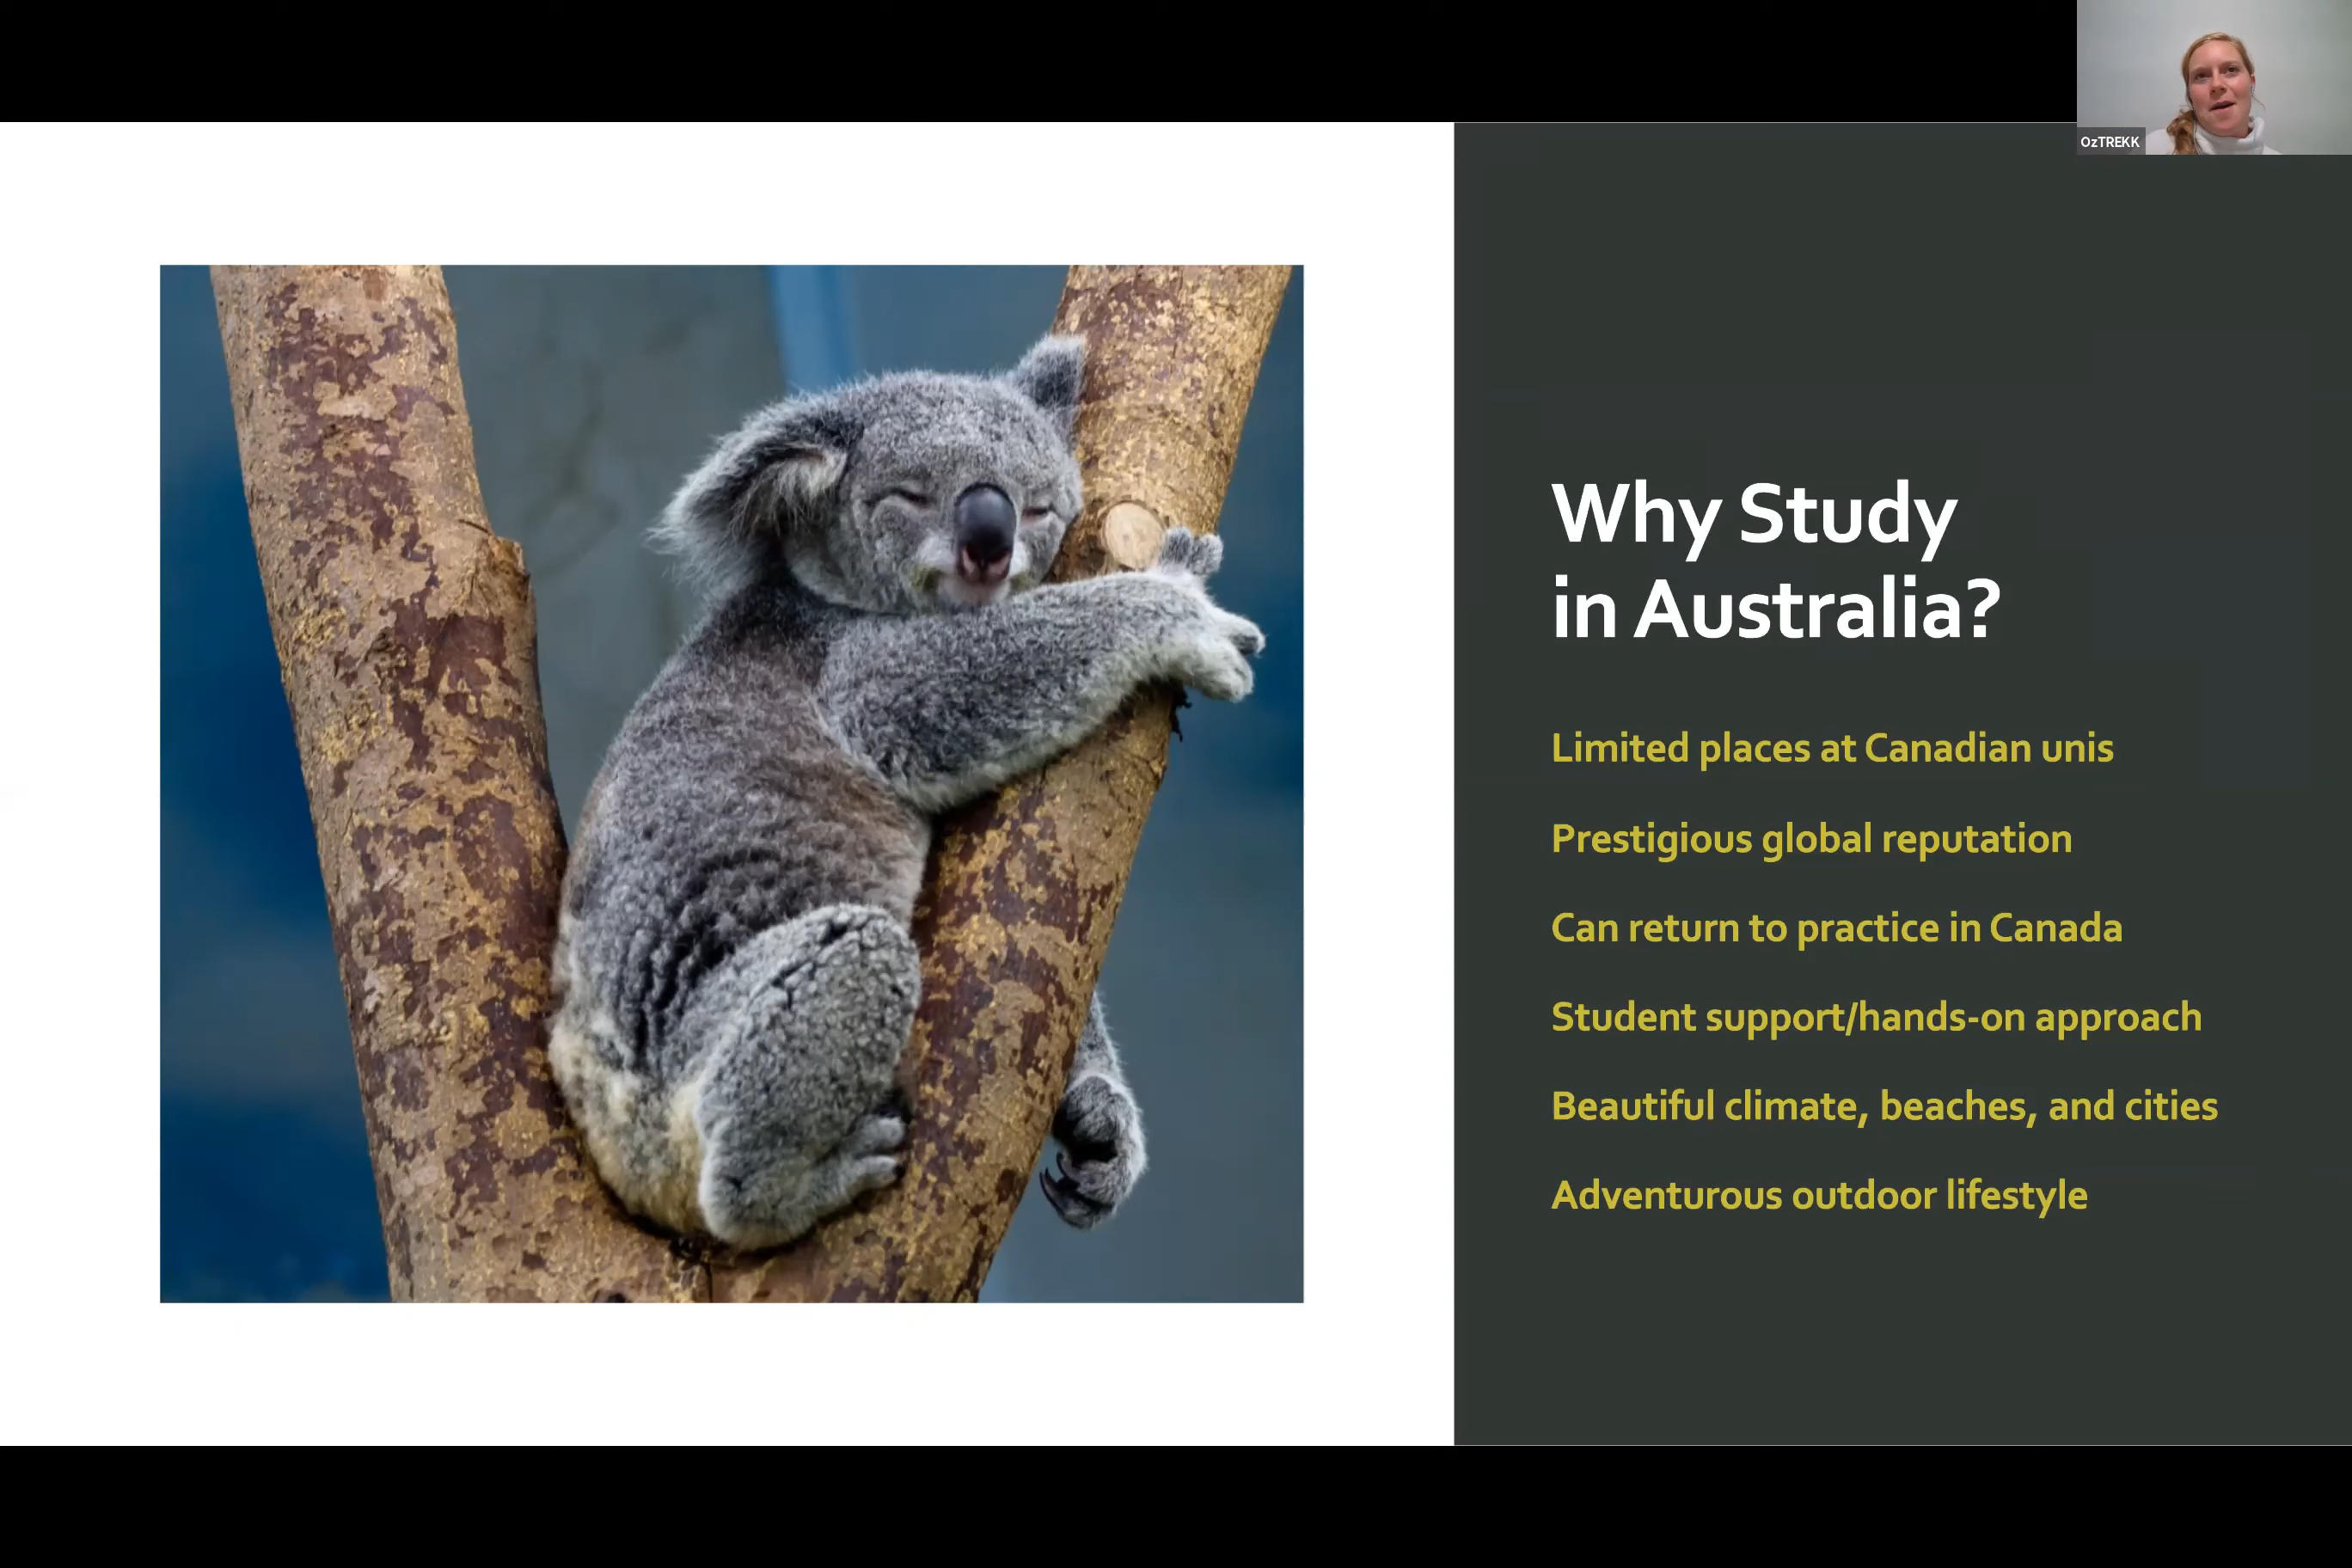 OzTREKK
Why Study
in Australia?
Limited places at Canadian unis
Prestigious global reputation
Can return to practice in Canada
Student support/hands-on approach
Beautiful climate, beaches, and cities
Adventurous outdoor lifestyle